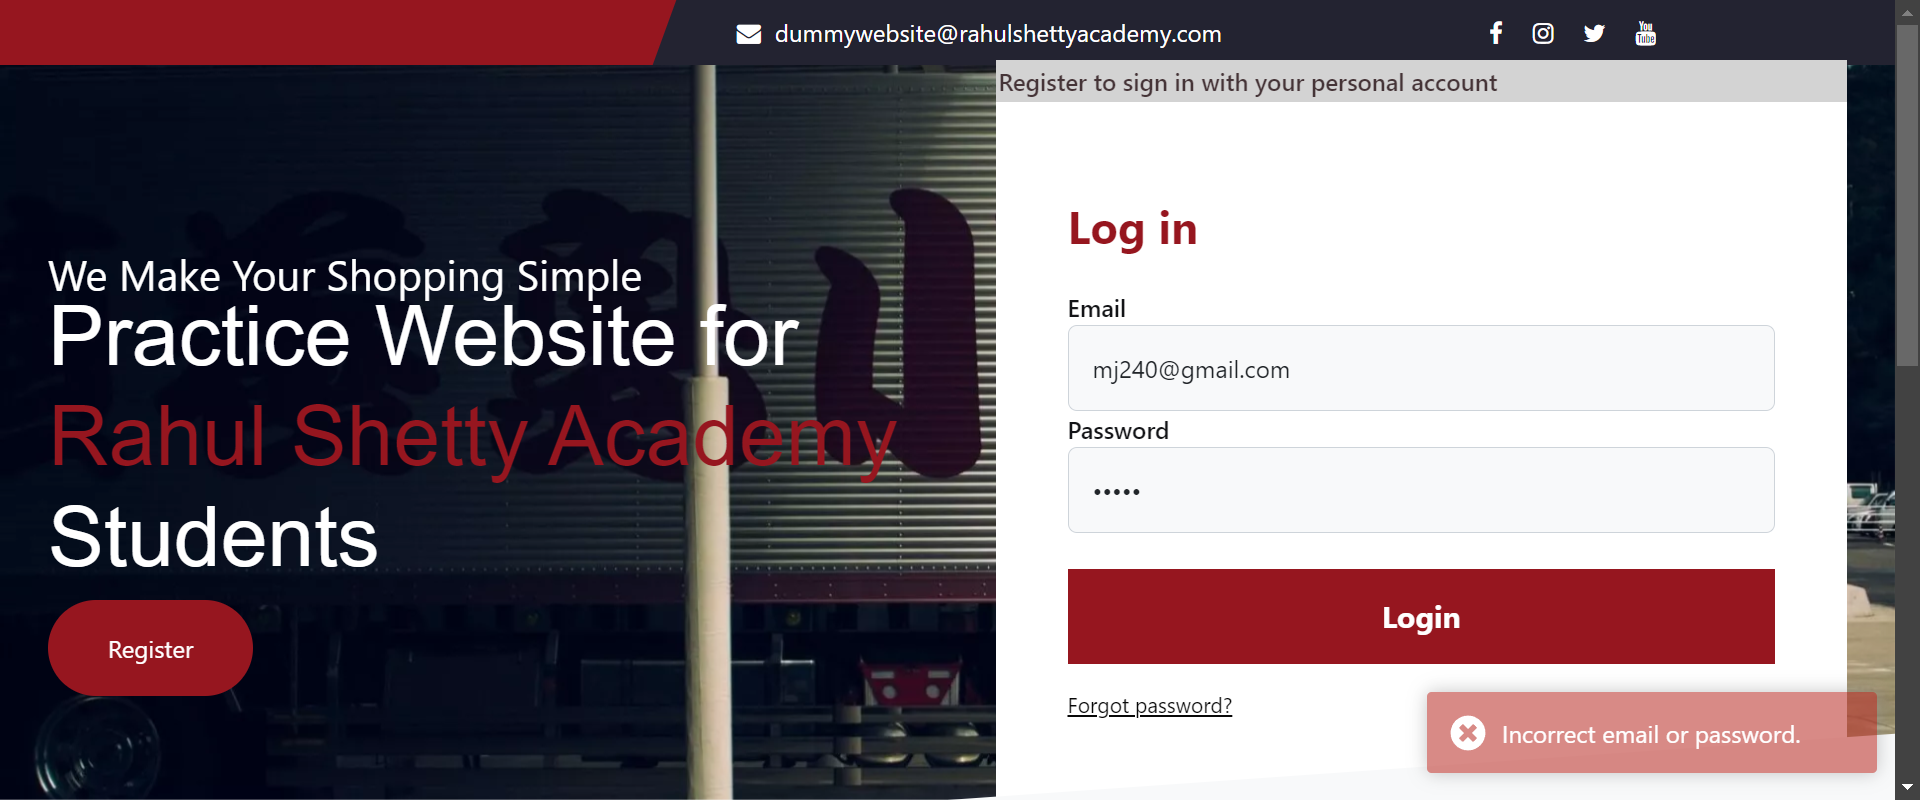 dummywebsite@rahulshettyacademy.com
You
Tube
Register to sign in with your personal account
We Make Your Shopping Simple
Practice Website for
Rahul Shetty Academy
Students
Register
Log in
Email
mj240@gmail.com
Password
•••••
Login
Forgot password?
Incorrect email or password.